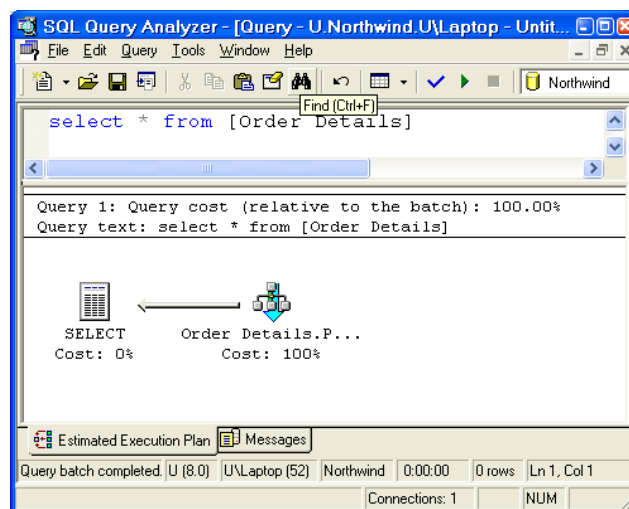 SQL Query Analyzer - [Query - U.Northwind.U\Laptop - Untit...
File Edit Query Tools Window Help
Northwind
Find (Ctrl+F)
select * from [Order Details]
Query 1: Query cost (relative to the batch): 100.00%
Query text: select * from [Order Details]
SELECT
Cost: 0%
Order Details.P...
Cost: 100%
Estimated Execution Plan Messages
Query batch completed. U (8.0) U\Laptop (52) Northwind 0:00:00 0 rows Ln 1, Col 1
Connections: 1 NUM